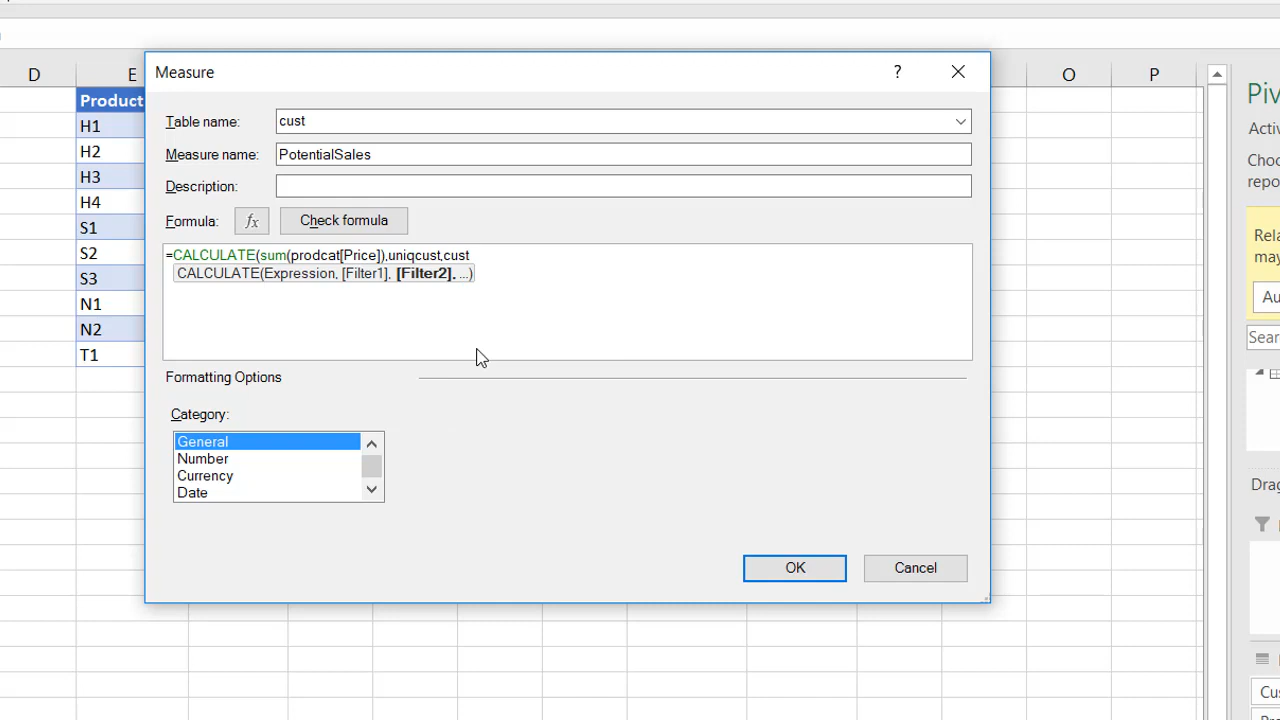 D E O P
Product
H1
H2
H3
H4
S1
S2
S3
N1
N2
T1
Measure ?
Table name: cust
Measure name: PotentialSales
Description:
Formula: fx Check formula
=CALCULATE(sum(prodcat[Price]),uniqcust,cust
CALCULATE(Expression, [Filter1], [Filter2], ...)
Formatting Options
Category:
General
Number
Currency
Date
OK Cancel
Piv
Activ
Choo
repor
Rela
may
Au
Sear
Drag
Cus